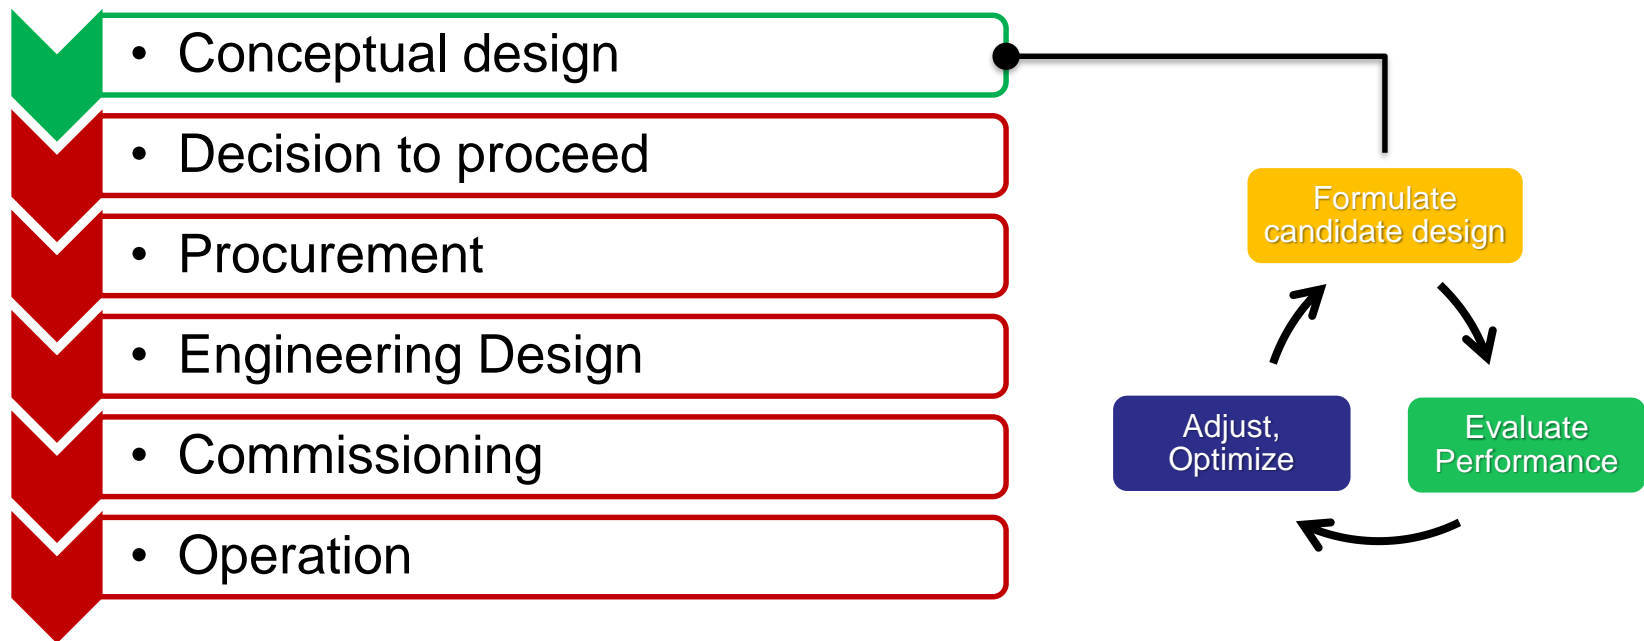 • Conceptual design
• Decision to proceed
• Procurement
• Engineering Design
• Commissioning
• Operation
Formulate
candidate design
Adjust,
Optimize
Evaluate
Performance